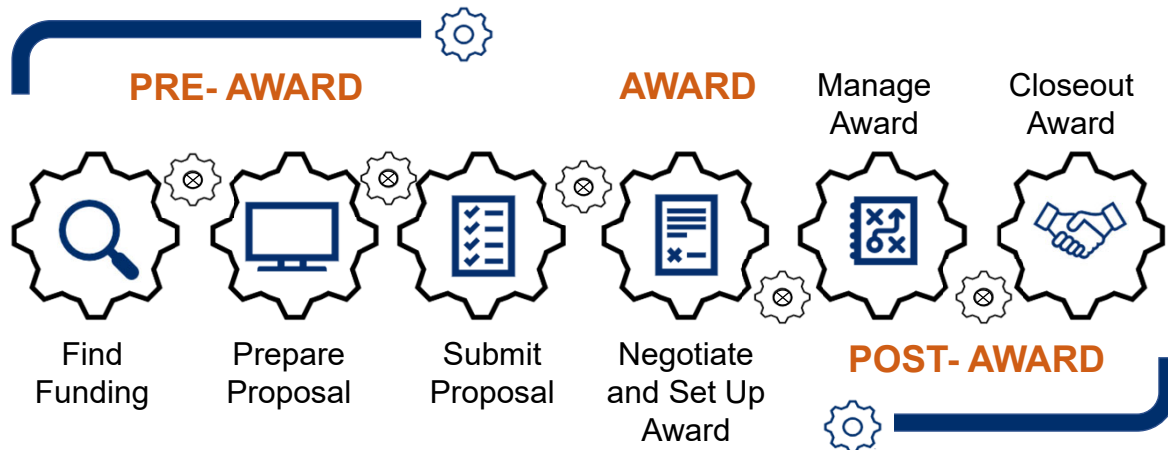 PRE- AWARD
AWARD
Manage
Award
Closeout
Award
Find
Funding
Prepare
Proposal
Submit
Proposal
Negotiate
and Set Up
Award
POST- AWARD